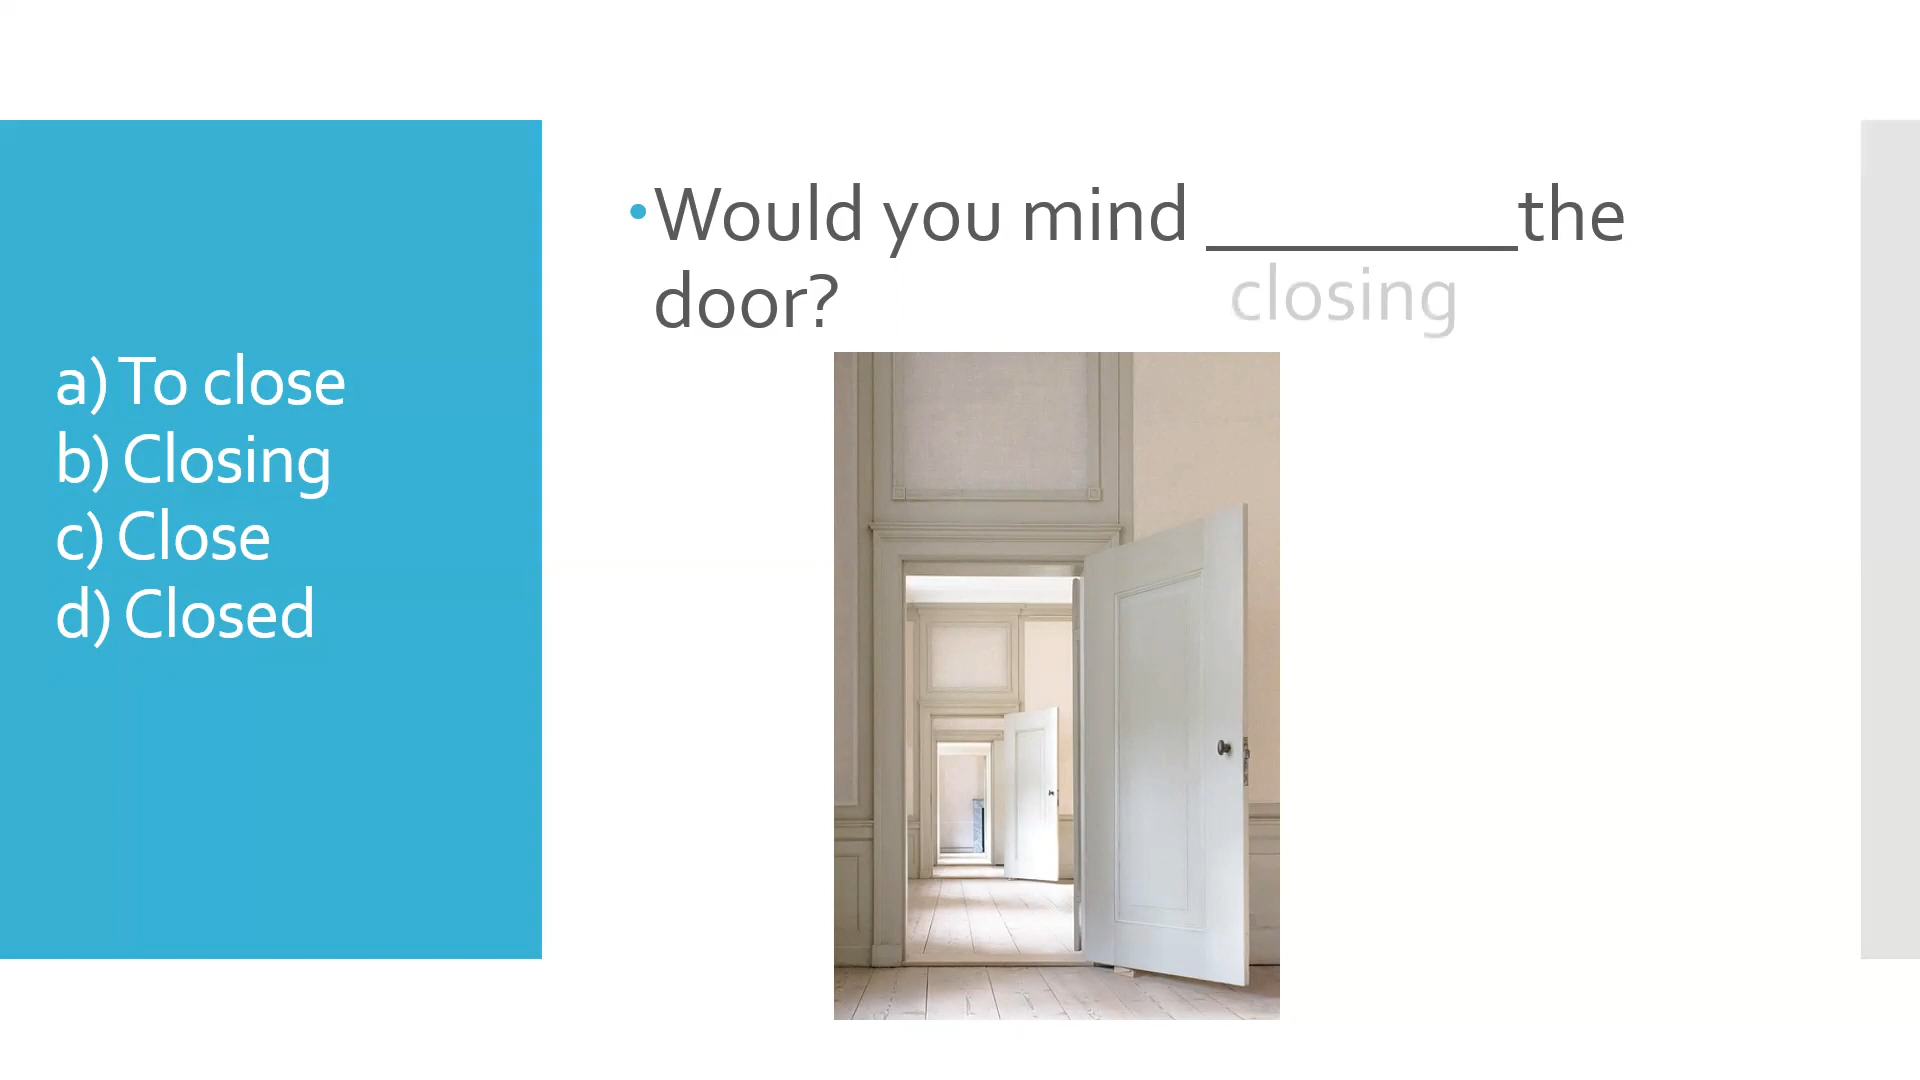 • Would you mind _________the
door?
closing
a) To close
b) Closing
c) Close
d) Closed